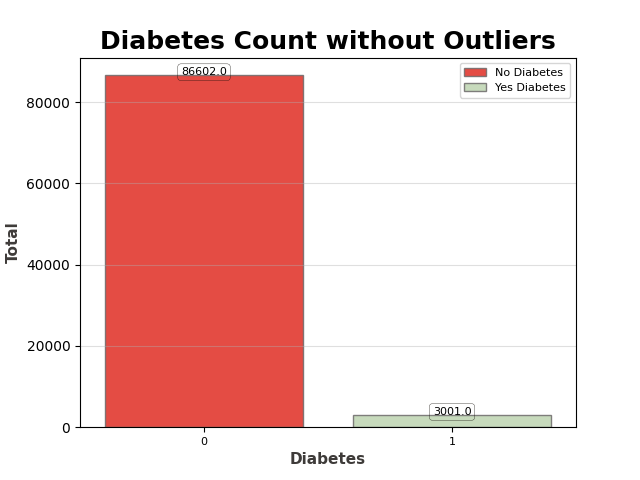 Diabetes Count without Outliers
86602.0
No Diabetes
Yes Diabetes
80000
60000
40000
20000
0
Total
3001.0
0
1
Diabetes